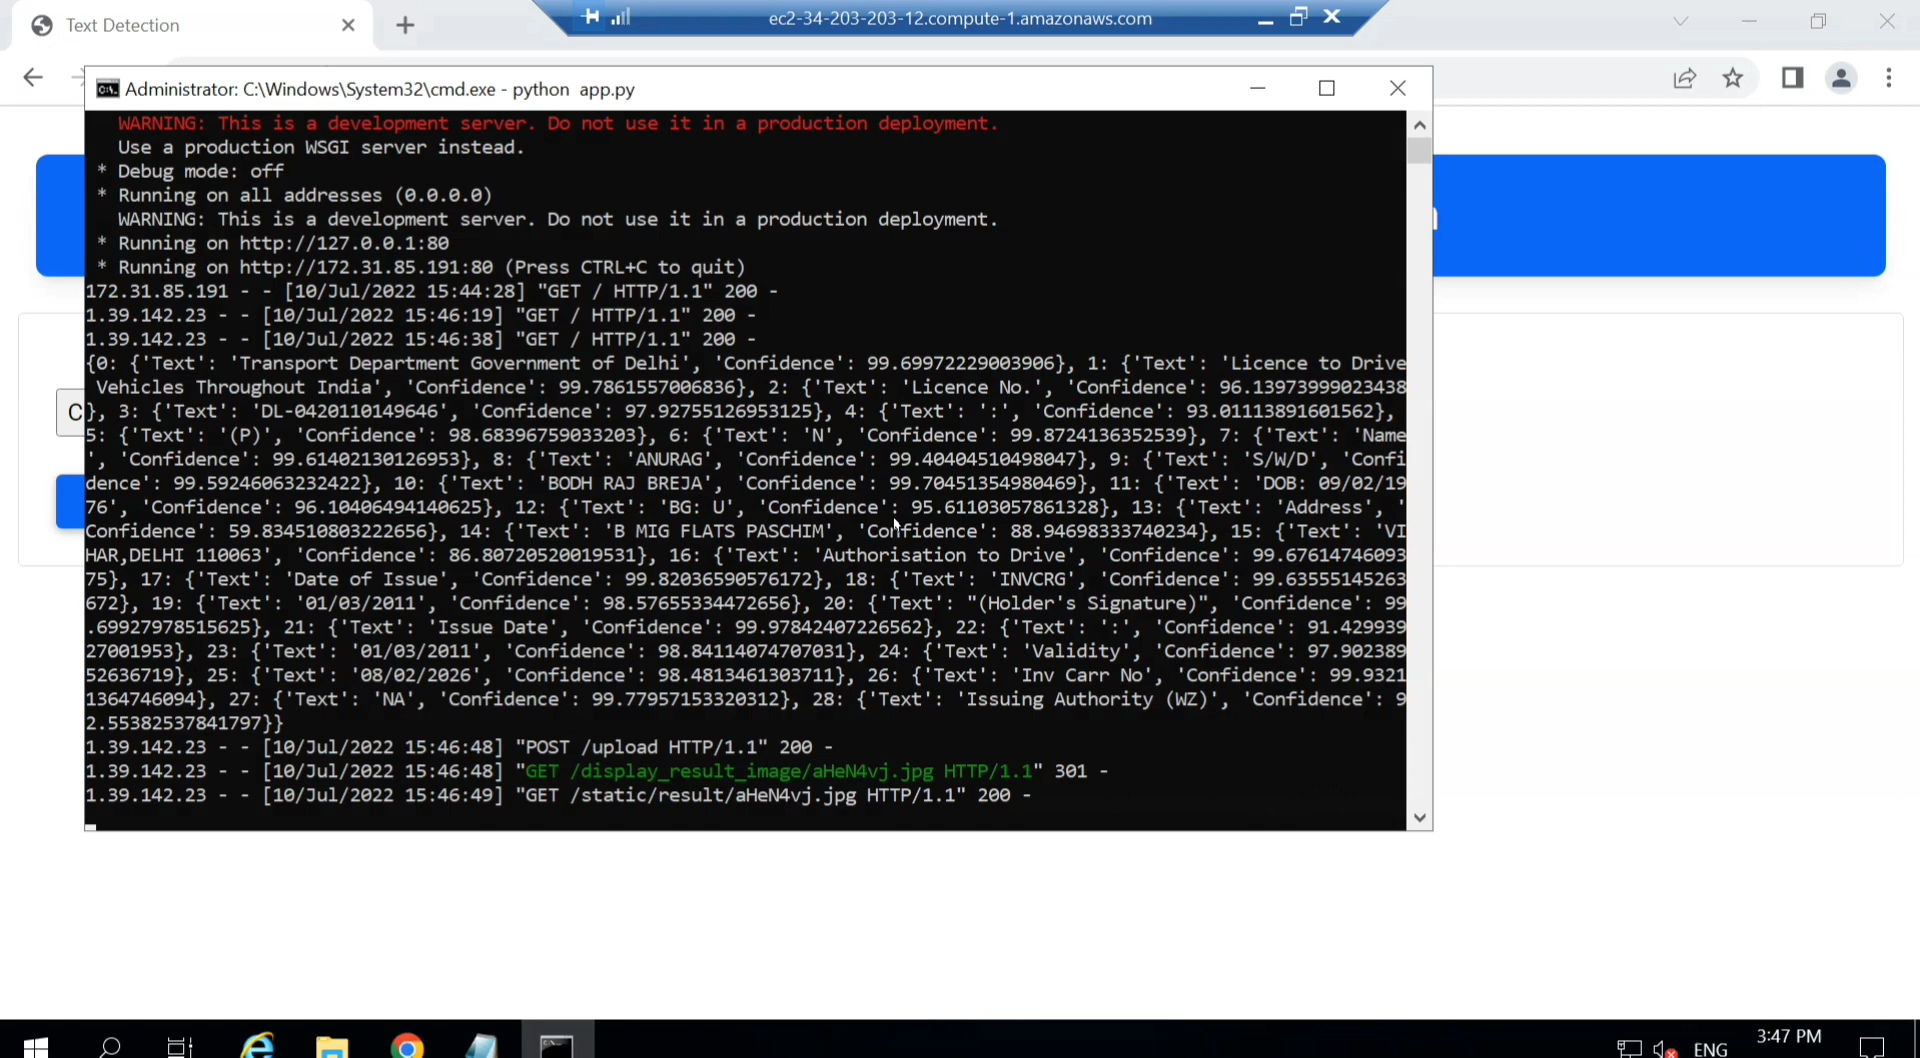 Text Detection
ec2-34-203-203-12.compute-1.amazonaws.com
Administrator: C:\Windows\System32\cmd.exe - python  app.py
WARNING: This is a development server. Do not use it in a production deployment.
Use a production WSGI server instead.
* Debug mode: off
* Running on all addresses (0.0.0.0)
WARNING: This is a development server. Do not use it in a production deployment.
* Running on http://127.0.0.1:80
* Running on http://172.31.85.191:80 (Press CTRL+C to quit)
172.31.85.191 - - [10/Jul/2022 15:44:28] "GET / HTTP/1.1" 200 -
1.39.142.23 - - [10/Jul/2022 15:46:19] "GET / HTTP/1.1" 200 -
1.39.142.23 - - [10/Jul/2022 15:46:38] "GET / HTTP/1.1" 200 -
{0: {'Text': 'Transport Department Government of Delhi', 'Confidence': 99.69972229003906}, 1: {'Text': 'Licence to Drive
Vehicles Throughout India', 'Confidence': 99.7861557006836}, 2: {'Text': 'Licence No.', 'Confidence': 96.13973999023438
}, 3: {'Text': 'DL-0420110149646', 'Confidence': 97.92755126953125}, 4: {'Text': ':', 'Confidence': 93.01113891601562},
5: {'Text': '(P)', 'Confidence': 98.68396759033203}, 6: {'Text': 'N', 'Confidence': 99.8724136352539}, 7: {'Text': 'Name
', 'Confidence': 99.61402130126953}, 8: {'Text': 'ANURAG', 'Confidence': 99.40404510498047}, 9: {'Text': 'S/W/D', 'Confi
dence': 99.59246063232422}, 10: {'Text': 'BODH RAJ BREJA', 'Confidence': 99.70451354980469}, 11: {'Text': 'DOB: 09/02/19
76', 'Confidence': 96.10406494140625}, 12: {'Text': 'BG: U', 'Confidence': 95.61103057861328}, 13: {'Text': 'Address', '
Confidence': 59.834510803222656}, 14: {'Text': 'B MIG FLATS PASCHIM', 'Confidence': 88.94698333740234}, 15: {'Text': 'VI
HAR,DELHI 110063', 'Confidence': 86.80720520019531}, 16: {'Text': 'Authorisation to Drive', 'Confidence': 99.67614746093
75}, 17: {'Text': 'Date of Issue', 'Confidence': 99.82036590576172}, 18: {'Text': 'INVCRG', 'Confidence': 99.63555145263
672}, 19: {'Text': '01/03/2011', 'Confidence': 98.57655334472656}, 20: {'Text': "(Holder's Signature)", 'Confidence': 99
.69927978515625}, 21: {'Text': 'Issue Date', 'Confidence': 99.97842407226562}, 22: {'Text': ':', 'Confidence': 91.429939
27001953}, 23: {'Text': '01/03/2011', 'Confidence': 98.84114074707031}, 24: {'Text': 'Validity', 'Confidence': 97.902389
52636719}, 25: {'Text': '08/02/2026', 'Confidence': 98.4813461303711}, 26: {'Text': 'Inv Carr No', 'Confidence': 99.9321
1364746094}, 27: {'Text': 'NA', 'Confidence': 99.77957153320312}, 28: {'Text': 'Issuing Authority (WZ)', 'Confidence': 9
2.55382537841797}}
1.39.142.23 - - [10/Jul/2022 15:46:48] "POST /upload HTTP/1.1" 200 -
1.39.142.23 - - [10/Jul/2022 15:46:48] "GET /display_result_image/aHeN4vj.jpg HTTP/1.1" 301 -
1.39.142.23 - - [10/Jul/2022 15:46:49] "GET /static/result/aHeN4vj.jpg HTTP/1.1" 200 -
C
3:47 PM
ENG